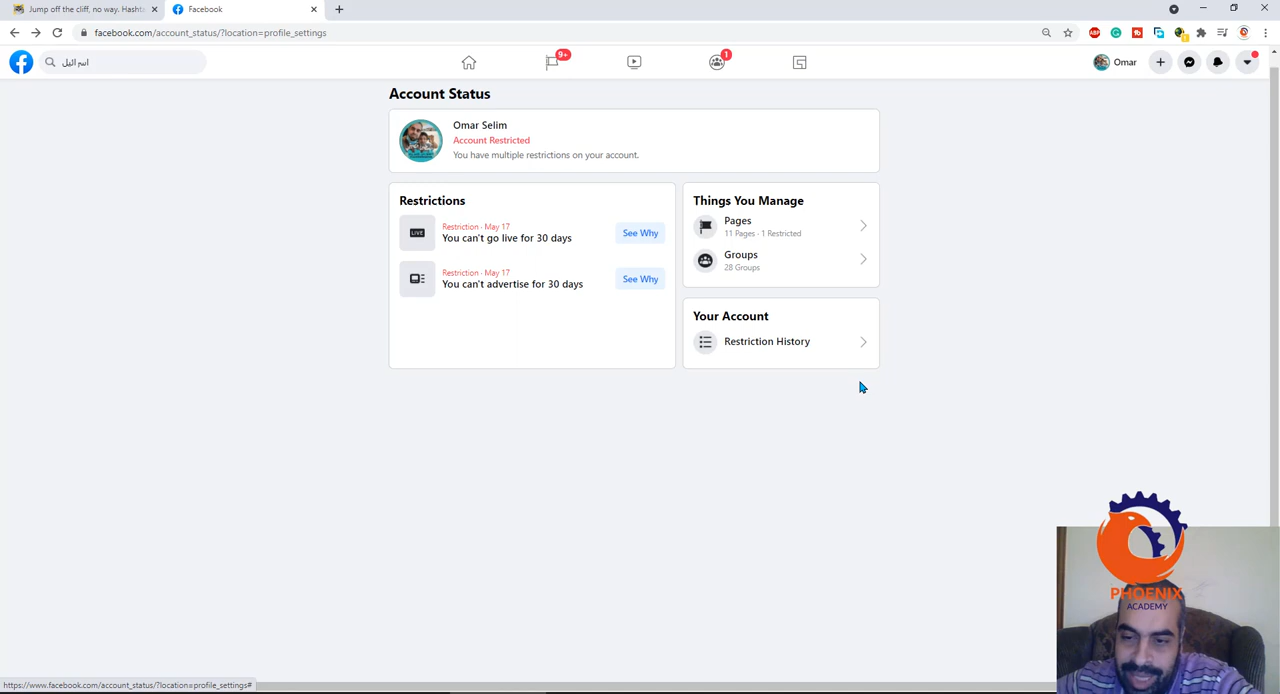 Jump off the cliff, no way. Hashta
Facebook
facebook.com/account_status/?location=profile_settings
ABP
اسرائيل
9+
1
Omar
Account Status
Omar Selim
Account Restricted
You have multiple restrictions on your account.
Restrictions
LIVE
Restriction · May 17
You can't go live for 30 days
See Why
Restriction · May 17
You can't advertise for 30 days
See Why
Things You Manage
Pages
11 Pages · 1 Restricted
Groups
28 Groups
Your Account
Restriction History
PHOENIX
ACADEMY
https://www.facebook.com/account_status/?location=profile_settings#